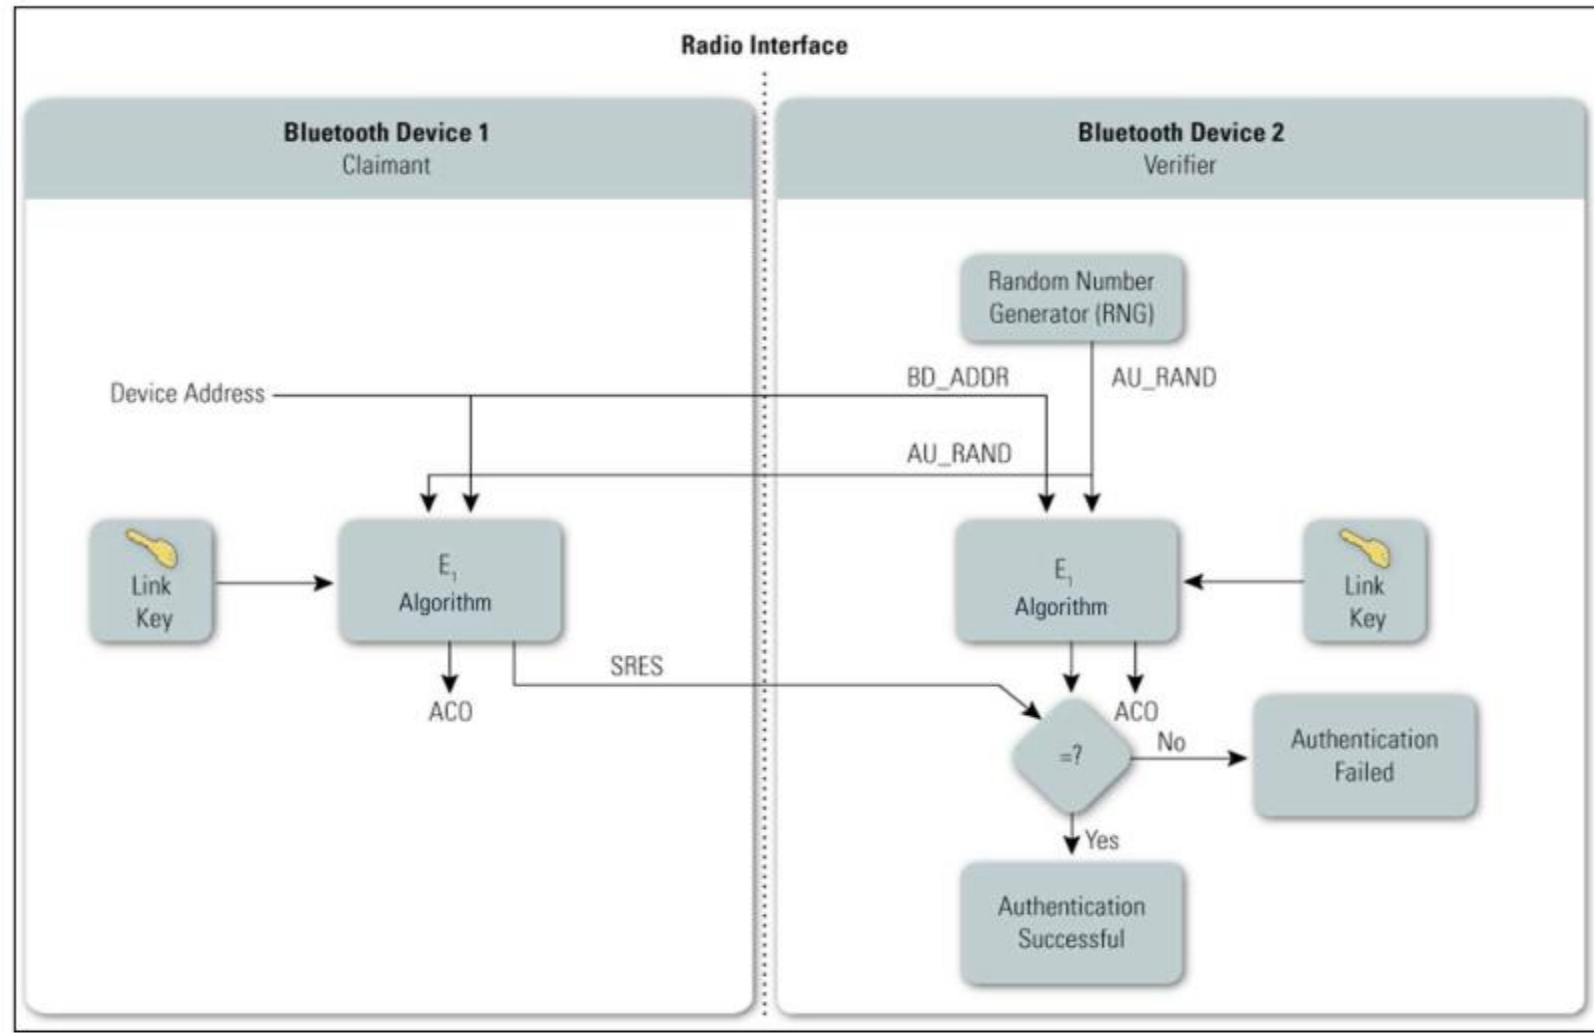 Radio Interface
Bluetooth Device 1
Claimant
Bluetooth Device 2
Verifier
Random Number
Generator (RNG)
Device Address
BD_ADDR
AU_RAND
AU_RAND
Link
Key
E₁
Algorithm
E₁
Algorithm
Link
Key
SRES
ACO
ACO
=?
No
Authentication
Failed
Yes
Authentication
Successful